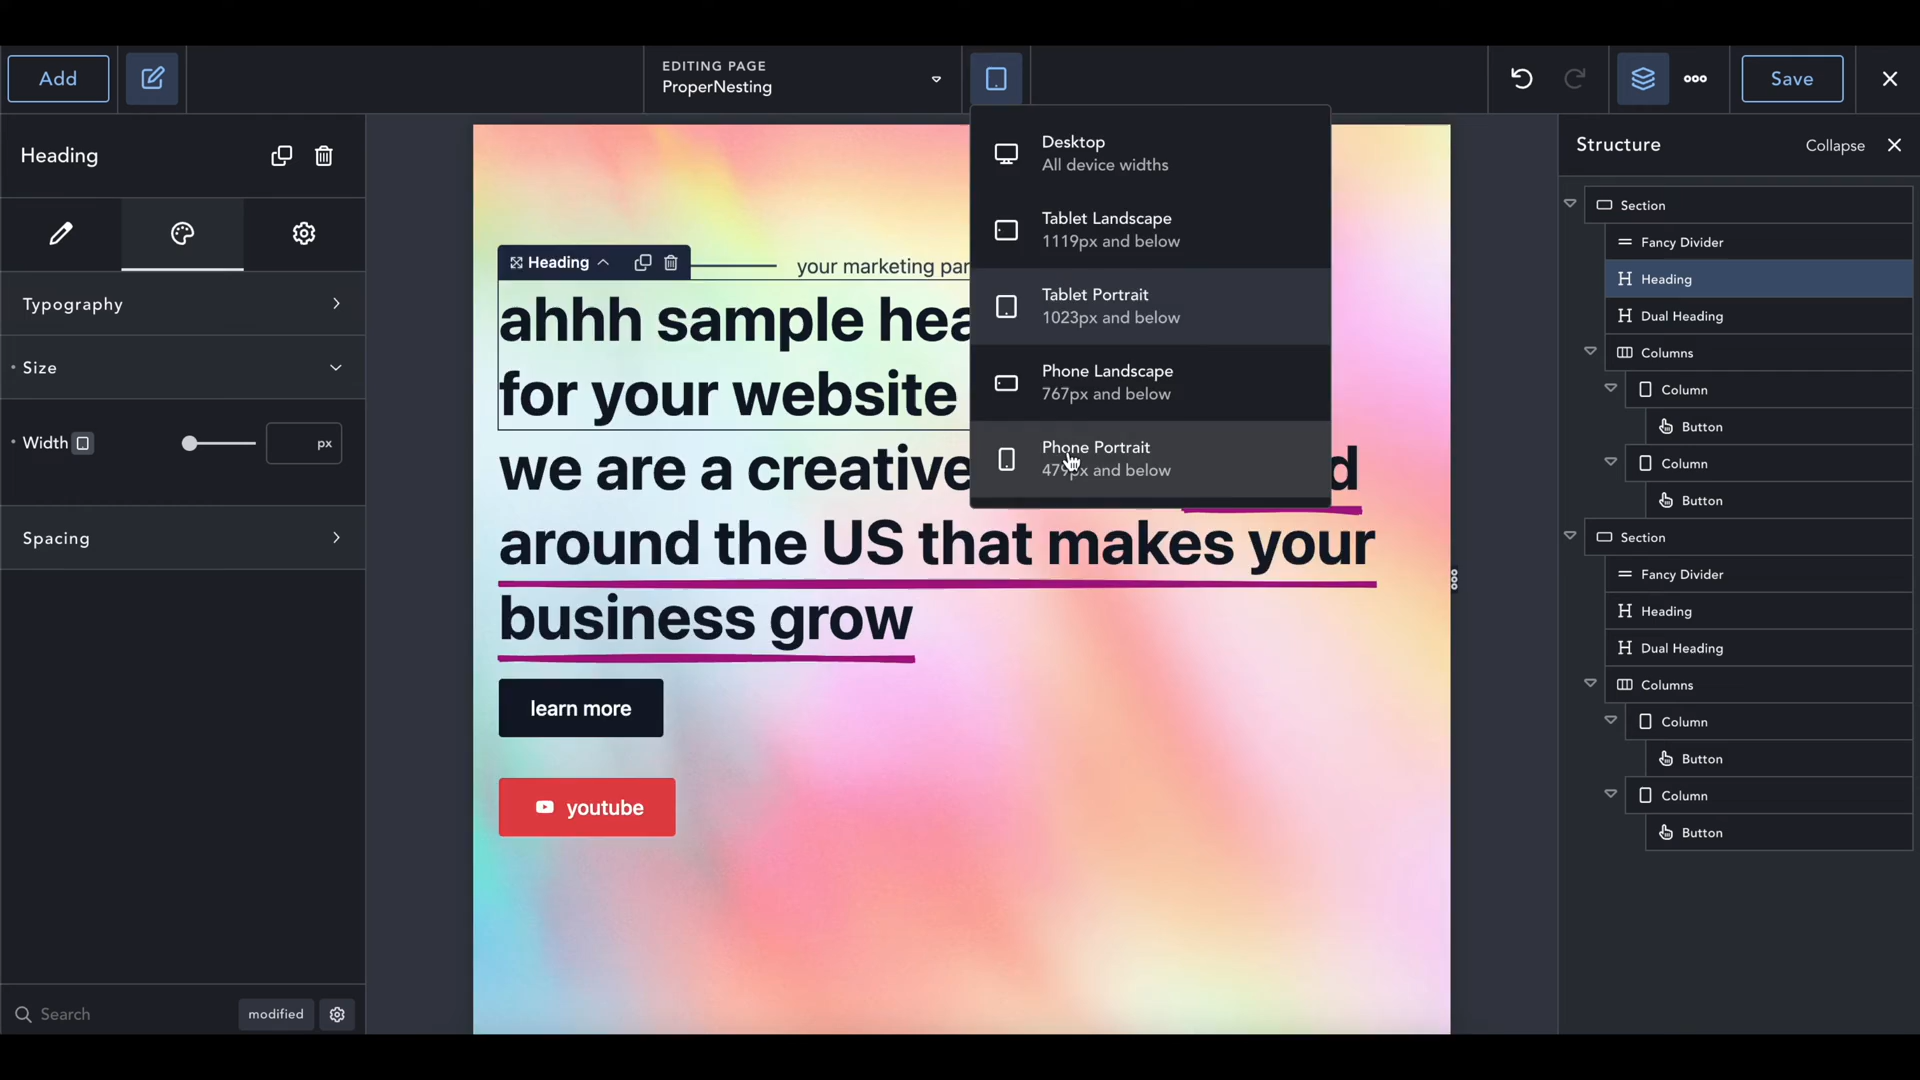 Add
EDITING PAGE
ProperNesting
Save
Heading
Typography
Size
Width
px
Spacing
Search
modified
Heading
your marketing par
ahhh sample hea
for your website
we are a creative
d
around the US that makes your
business grow
learn more
youtube
Desktop
All device widths
Tablet Landscape
1119px and below
Tablet Portrait
1023px and below
Phone Landscape
767px and below
Phone Portrait
479px and below
Structure
Collapse
Section
Fancy Divider
Heading
Dual Heading
Columns
Column
Button
Column
Button
Section
Fancy Divider
Heading
Dual Heading
Columns
Column
Button
Column
Button